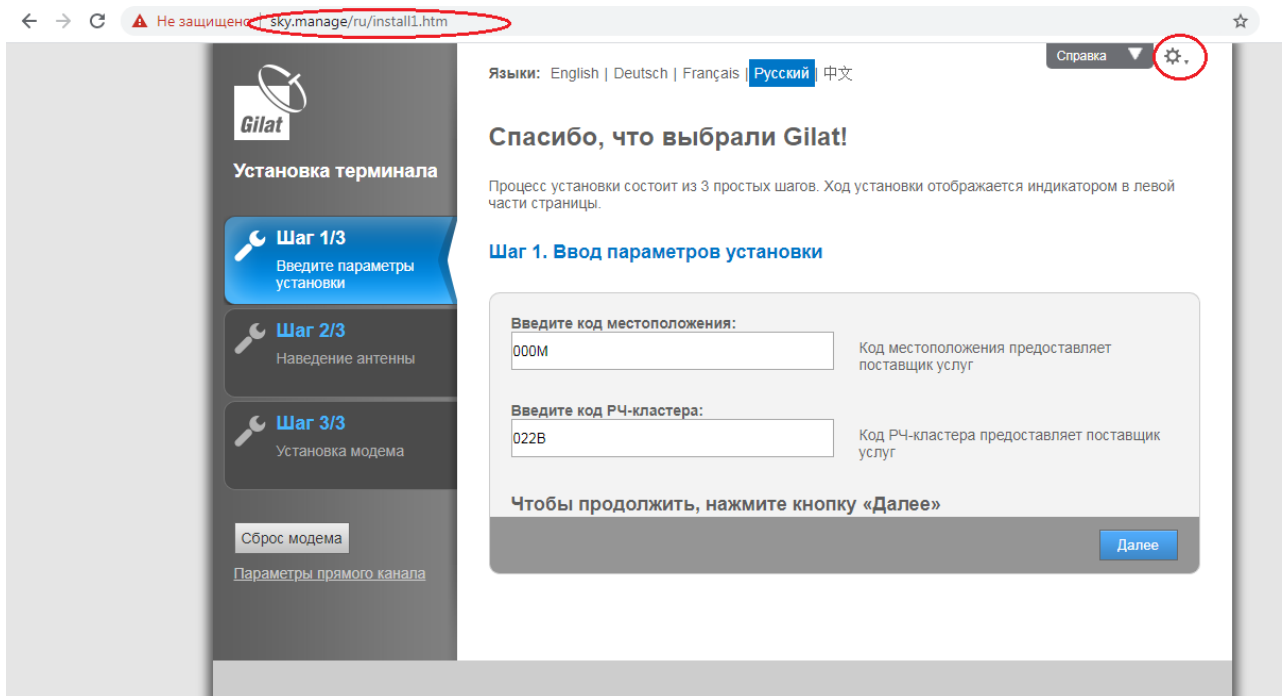 Не защищено | sky.manage/ru/install1.htm
Справка
Языки: English | Deutsch | Français | Русский | 中文
Gilat
Установка терминала
Спасибо, что выбрали Gilat!
Процесс установки состоит из 3 простых шагов. Ход установки отображается индикатором в левой
части страницы.
Шаг 1/3
Введите параметры
установки
Шаг 2/3
Наведение антенны
Шаг 3/3
Установка модема
Сброс модема
Параметры прямого канала
Шаг 1. Ввод параметров установки
Введите код местоположения:
000M
Код местоположения предоставляет
поставщик услуг
Введите код РЧ-кластера:
022B
Код РЧ-кластера предоставляет поставщик
услуг
Чтобы продолжить, нажмите кнопку «Далее»
Далее